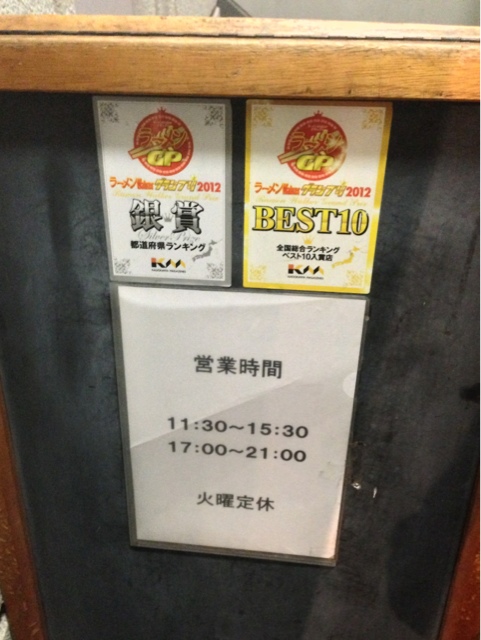 ラーメンGP
ラーメンWalkerグランプリ2012
銀賞
Silver Prize
都道府県ランキング
KM
ラーメンGP
ラーメンWalkerグランプリ2012
BEST10
全国総合ランキング
ベスト10入賞店
KM
営業時間
11:30～15:30
17:00～21:00
火曜定休